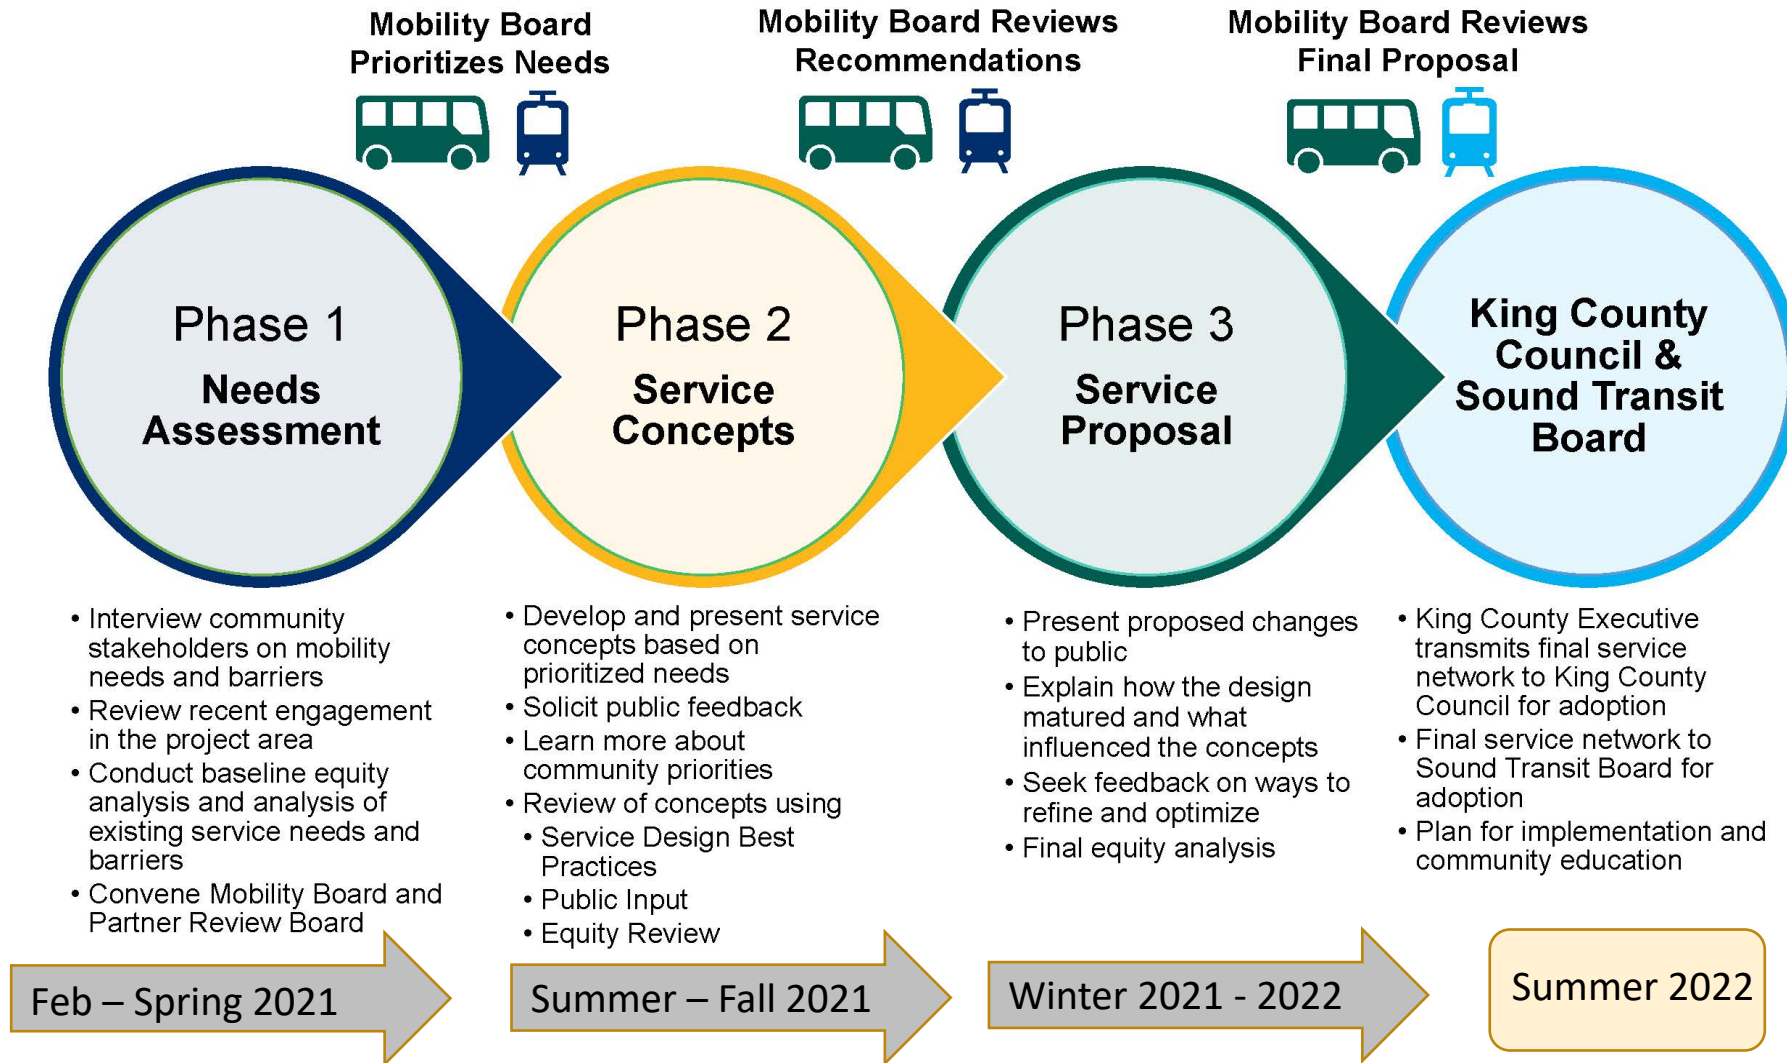 Mobility Board
Prioritizes Needs
Mobility Board Reviews
Recommendations
Mobility Board Reviews
Final Proposal
Phase 1
Needs
Assessment
Phase 2
Service
Concepts
Phase 3
Service
Proposal
King County
Council &
Sound Transit
Board
• Interview community
stakeholders on mobility
needs and barriers
• Review recent engagement
in the project area
• Conduct baseline equity
analysis and analysis of
existing service needs and
barriers
• Convene Mobility Board and
Partner Review Board
• Develop and present service
concepts based on
prioritized needs
• Solicit public feedback
• Learn more about
community priorities
• Review of concepts using
• Service Design Best
Practices
• Public Input
• Equity Review
• Present proposed changes
to public
• Explain how the design
matured and what
influenced the concepts
• Seek feedback on ways to
refine and optimize
• Final equity analysis
• King County Executive
transmits final service
network to King County
Council for adoption
• Final service network to
Sound Transit Board for
adoption
• Plan for implementation and
community education
Feb – Spring 2021
Summer – Fall 2021
Winter 2021 - 2022
Summer 2022